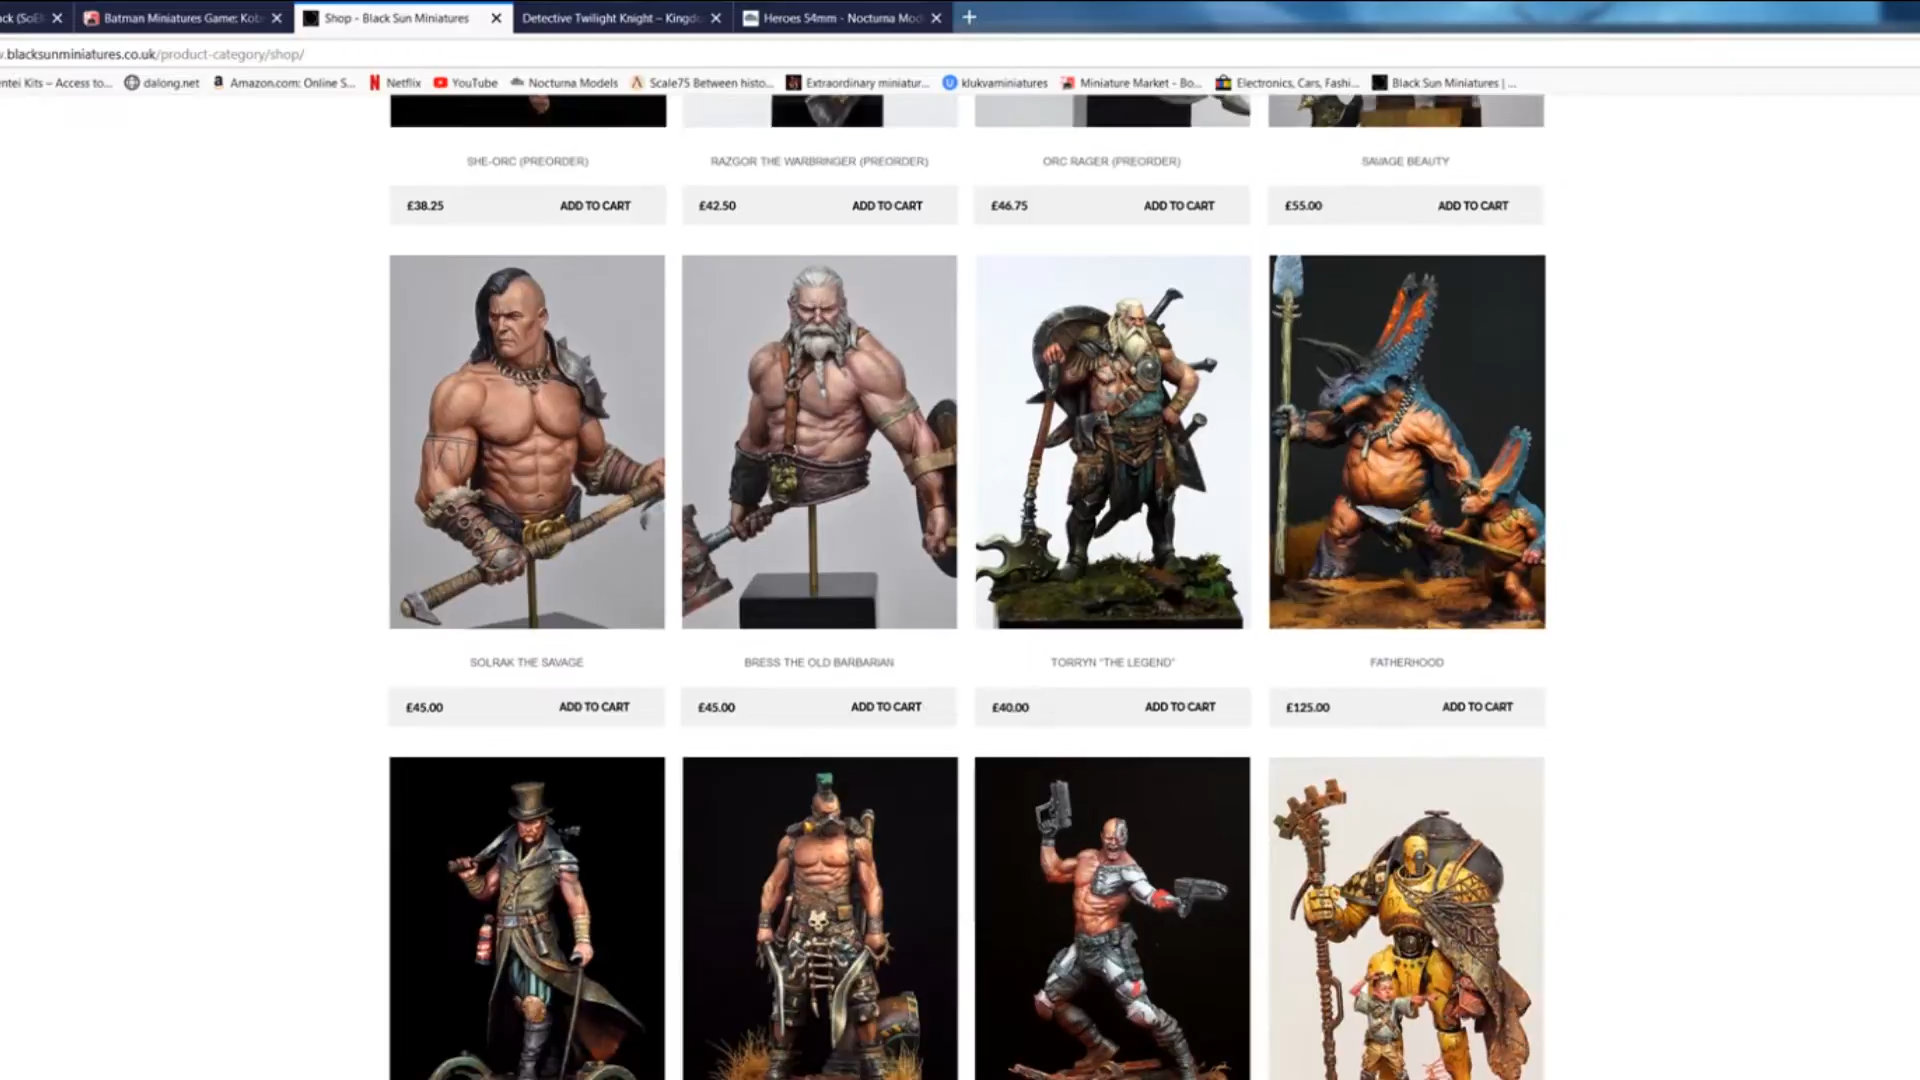 ck (SoB
Batman Miniatures Game: Kob
Shop - Black Sun Miniatures
Detective Twilight Knight – Kingd
Heroes 54mm - Nocturna Mod
.blacksunminiatures.co.uk/product-category/shop/
ntei Kits – Access to...
dalong.net
Amazon.com: Online S...
Netflix
YouTube
Nocturna Models
Scale75 Between histo...
Extraordinary miniatur...
klukvaminiatures
Miniature Market - Bo...
Electronics, Cars, Fashi...
Black Sun Miniatures | ...
SHE-ORC (PREORDER)
RAZGOR THE WARBRINGER (PREORDER)
ORC RAGER (PREORDER)
SAVAGE BEAUTY
£38.25 ADD TO CART
£42.50 ADD TO CART
£46.75 ADD TO CART
£55.00 ADD TO CART
SOLRAK THE SAVAGE
BRESS THE OLD BARBARIAN
TORRYN "THE LEGEND"
FATHERHOOD
£45.00 ADD TO CART
£45.00 ADD TO CART
£40.00 ADD TO CART
£125.00 ADD TO CART